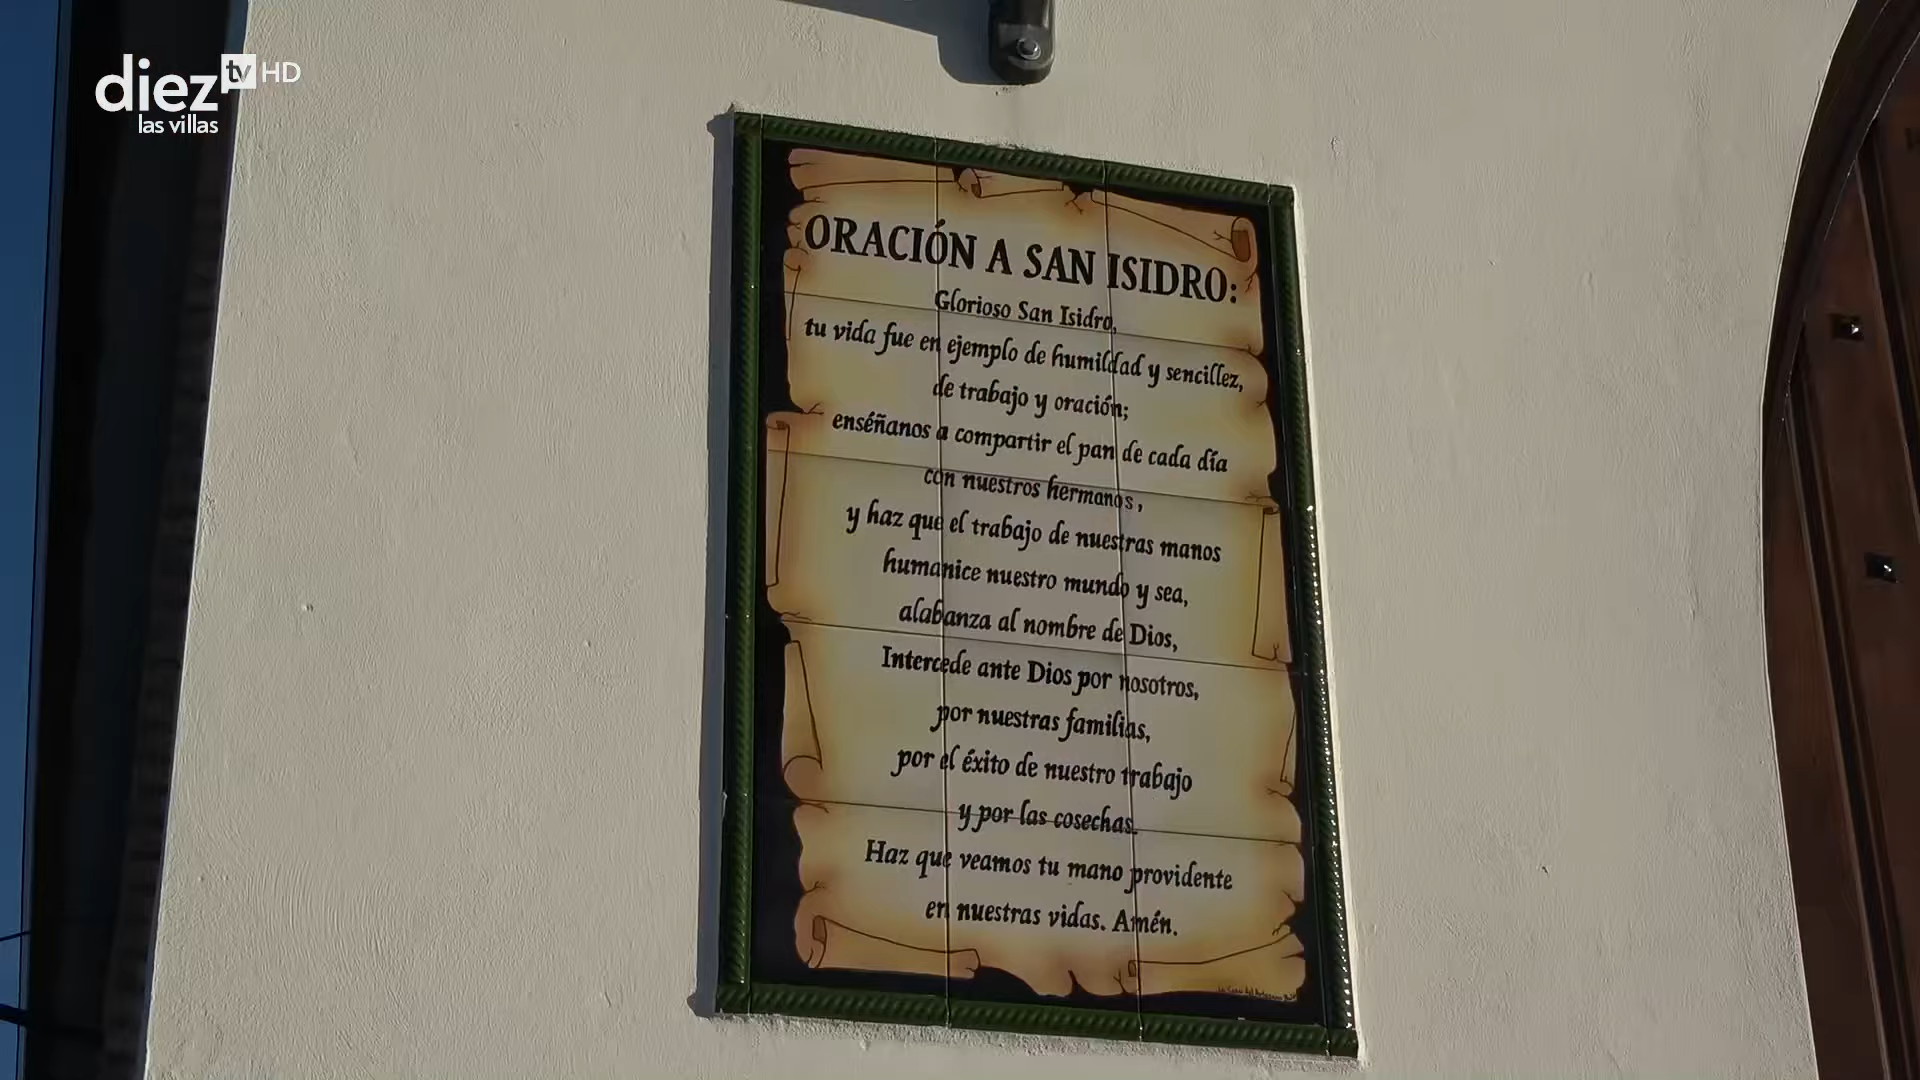 diez tv HD
las villas
ORACIÓN A SAN ISIDRO:
Glorioso San Isidro,
tu vida fue en ejemplo de humildad y sencillez,
de trabajo y oración;
enséñanos a compartir el pan de cada día
con nuestros hermanos,
y haz que el trabajo de nuestras manos
humanice nuestro mundo y sea,
alabanza al nombre de Dios,
Intercede ante Dios por nosotros,
por nuestras familias,
por el éxito de nuestro trabajo
y por las cosechas.
Haz que veamos tu mano providente
en nuestras vidas. Amén.